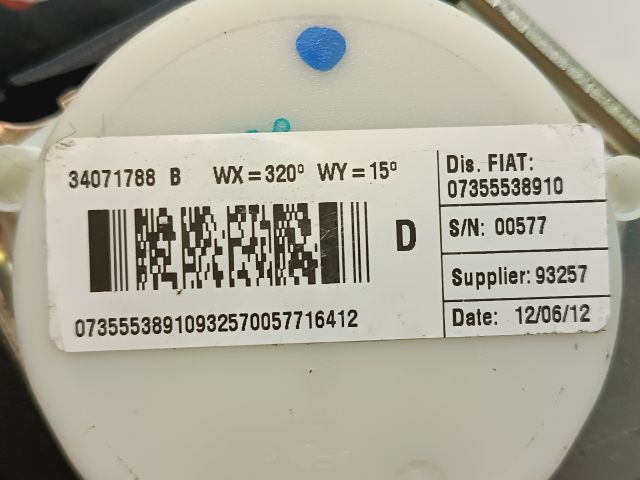 34071788 B WX = 320° WY = 15°
D
07355538910932570057716412
Dis. FIAT:
07355538910
S/N: 00577
Supplier: 93257
Date: 12/06/12